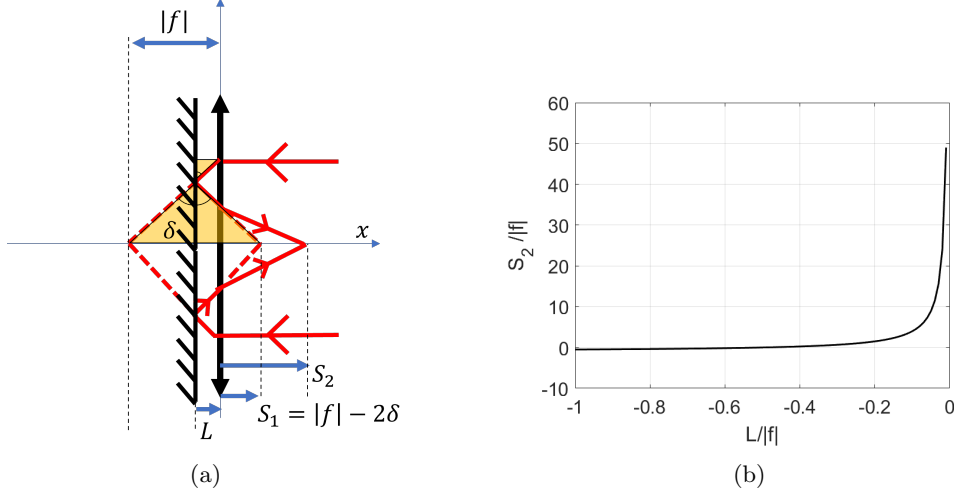 |f|
δ
x
S₂
S₁ = |f| − 2δ
L
(a)
60
50
40
30
20
10
0
-10
S₂/|f|
-1
-0.8
-0.6
-0.4
-0.2
0
L/|f|
(b)